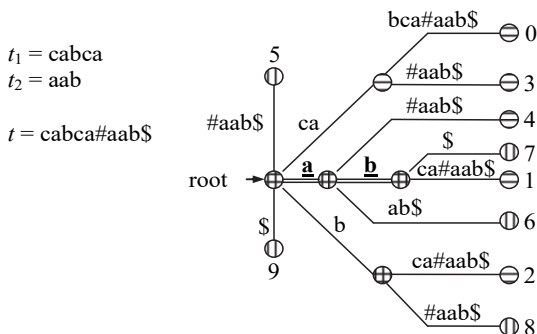 t1 = cabca
t2 = aab
t = cabca#aab$
root
5
#aab$
ca
bca#aab$
0
#aab$
3
#aab$
4
a
b
$
7
ca#aab$
1
ab$
6
b
ca#aab$
2
#aab$
8
$
9